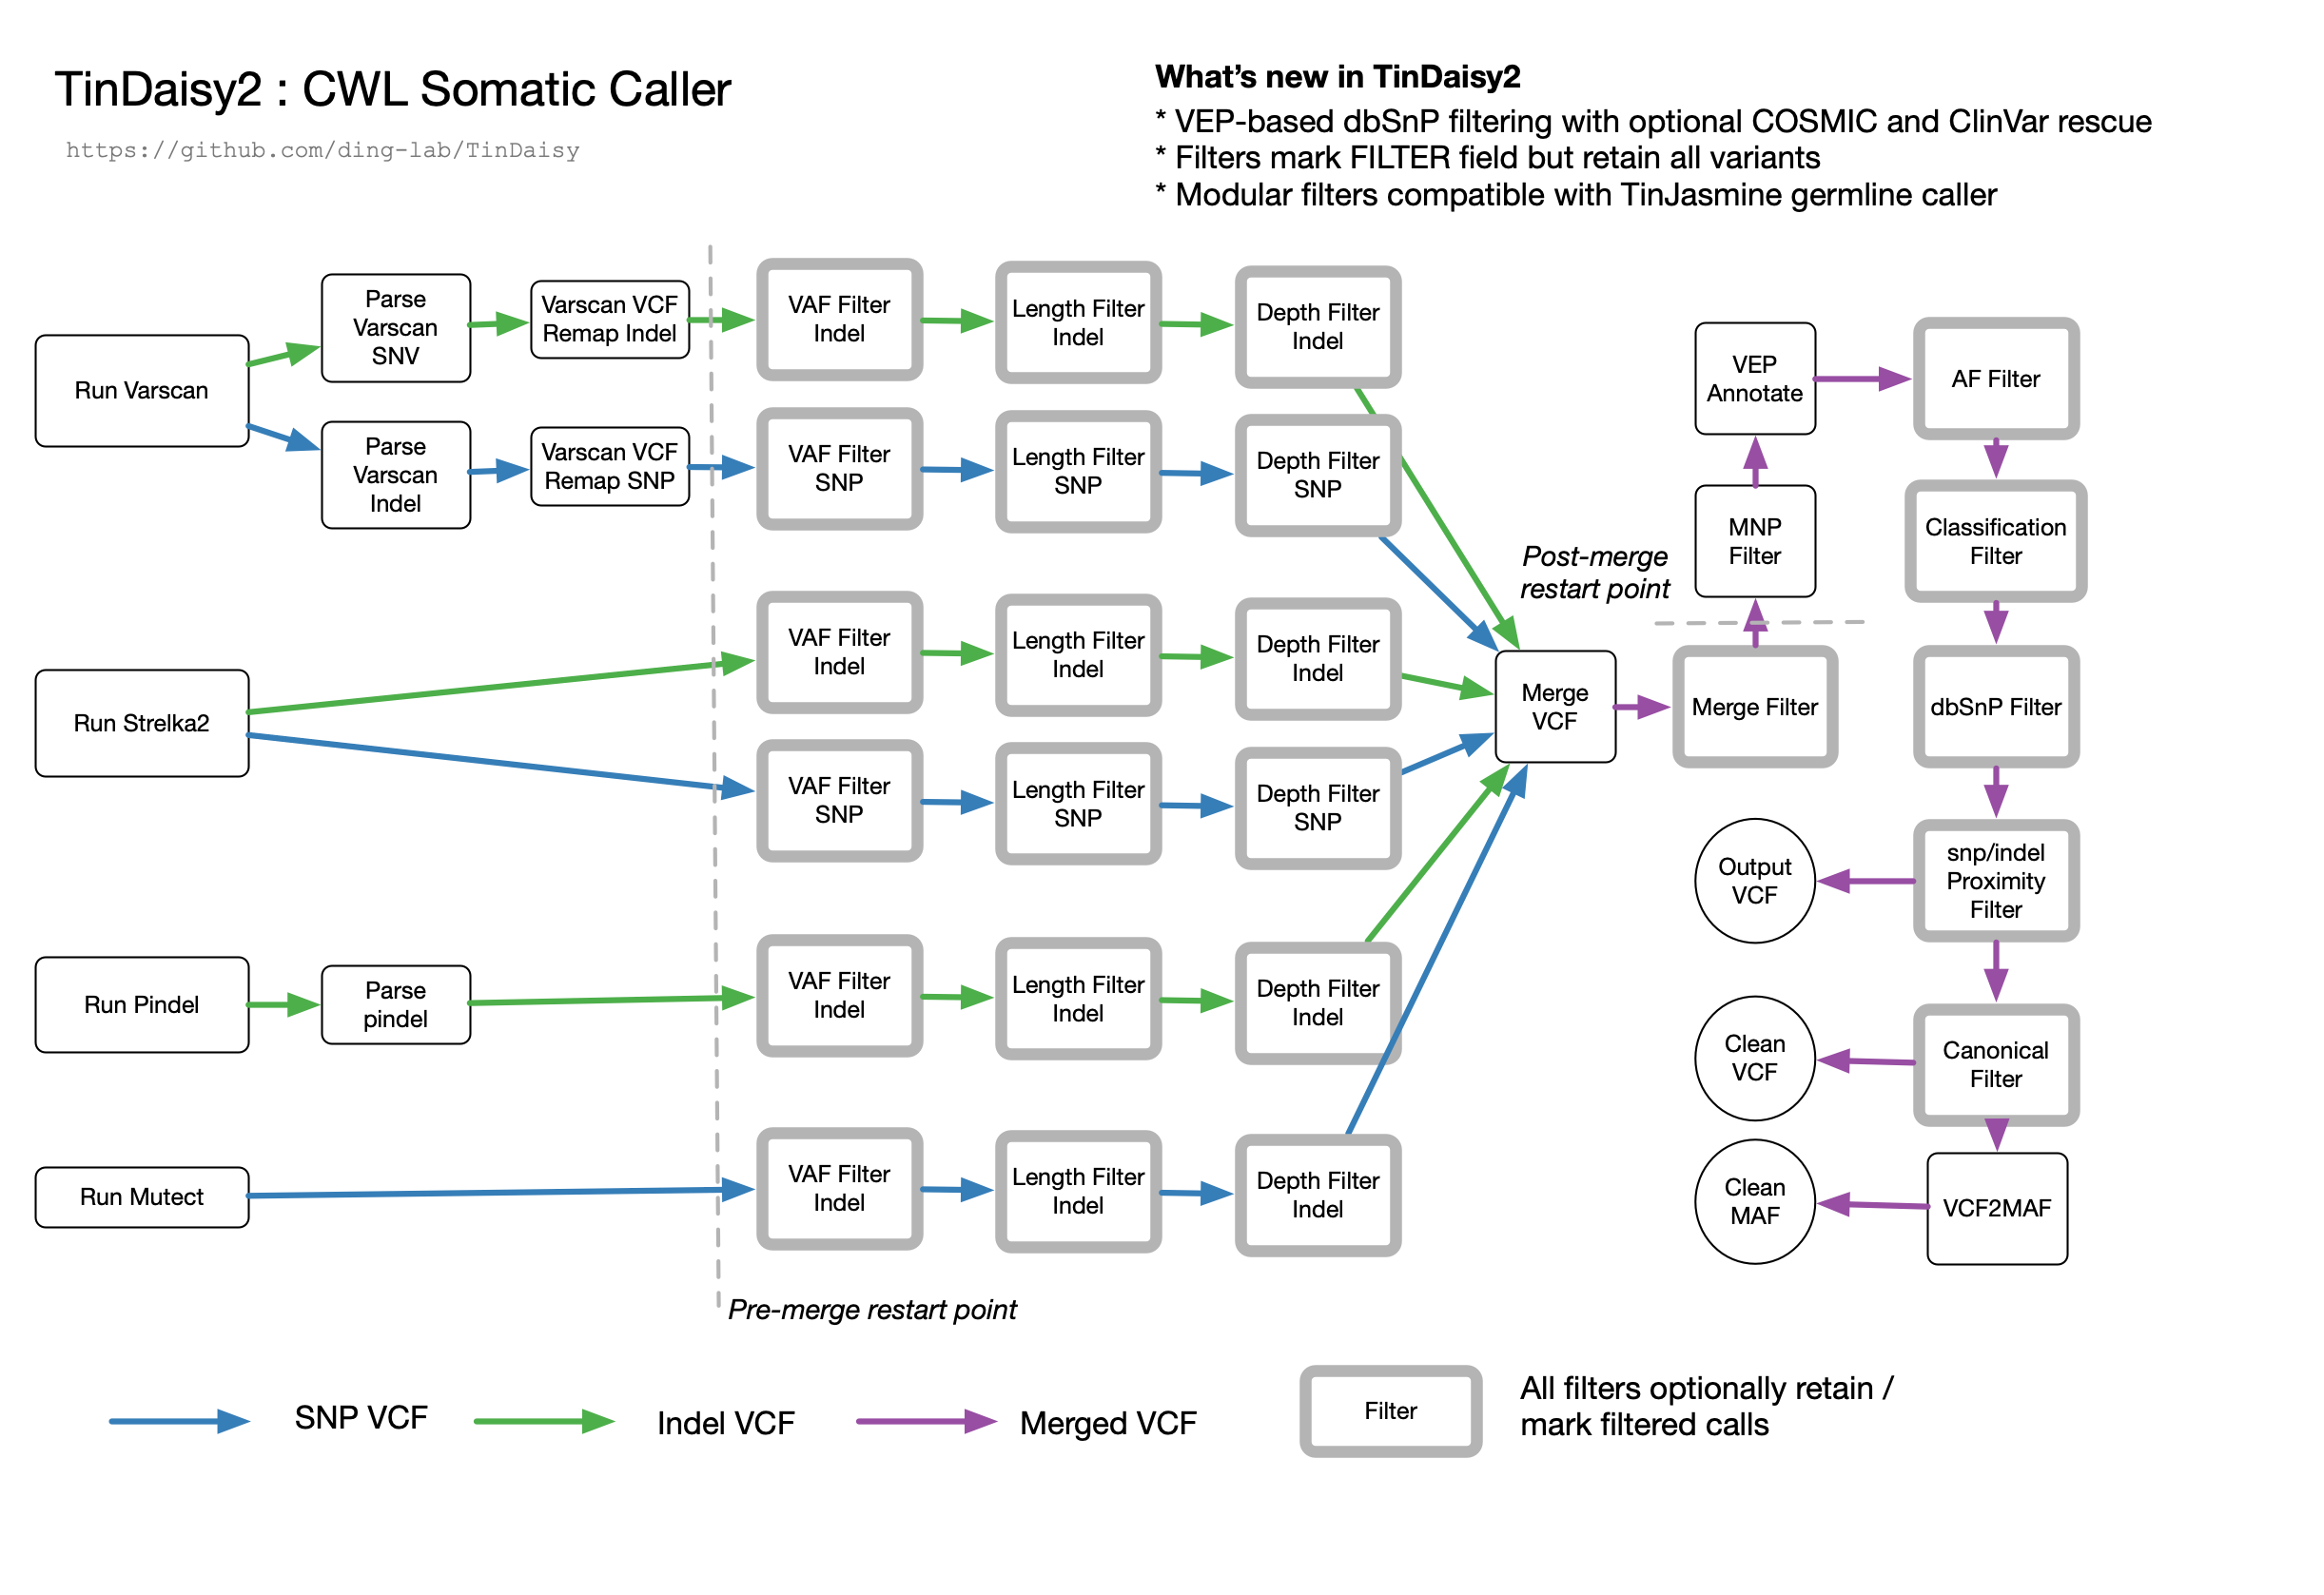 TinDaisy2 : CWL Somatic Caller
https://github.com/ding-lab/TinDaisy
What's new in TinDaisy2
* VEP-based dbSnP filtering with optional COSMIC and ClinVar rescue
* Filters mark FILTER field but retain all variants
* Modular filters compatible with TinJasmine germline caller
Run Varscan
Parse
Varscan
SNV
Varscan VCF
Remap Indel
VAF Filter
Indel
Length Filter
Indel
Depth Filter
Indel
Parse
Varscan
Indel
Varscan VCF
Remap SNP
VAF Filter
SNP
Length Filter
SNP
Depth Filter
SNP
Run Strelka2
VAF Filter
Indel
Length Filter
Indel
Depth Filter
Indel
VAF Filter
SNP
Length Filter
SNP
Depth Filter
SNP
Run Pindel
Parse
pindel
VAF Filter
Indel
Length Filter
Indel
Depth Filter
Indel
Run Mutect
VAF Filter
Indel
Length Filter
Indel
Depth Filter
Indel
Pre-merge restart point
Merge
VCF
Merge Filter
Post-merge
restart point
MNP
Filter
VEP
Annotate
AF Filter
Classification
Filter
dbSnP Filter
snp/indel
Proximity
Filter
Output
VCF
Canonical
Filter
Clean
VCF
VCF2MAF
Clean
MAF
SNP VCF
Indel VCF
Merged VCF
Filter
All filters optionally retain /
mark filtered calls